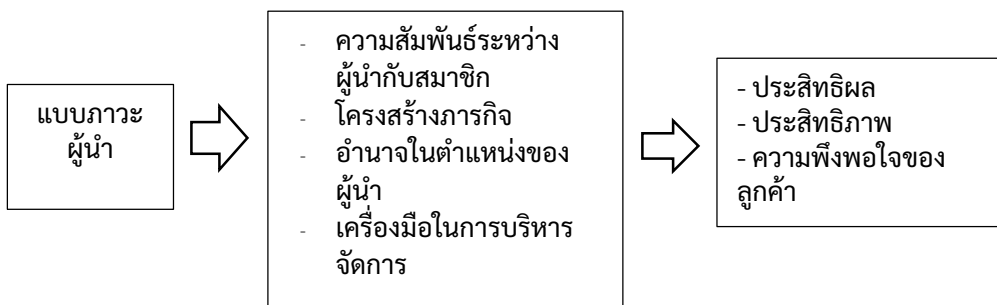 แบบภาวะ
ผู้นำ
- ความสัมพันธ์ระหว่าง
ผู้นำกับสมาชิก
- โครงสร้างภารกิจ
- อำนาจในตำแหน่งของ
ผู้นำ
- เครื่องมือในการบริหาร
จัดการ
- ประสิทธิผล
- ประสิทธิภาพ
- ความพึงพอใจของ
ลูกค้า